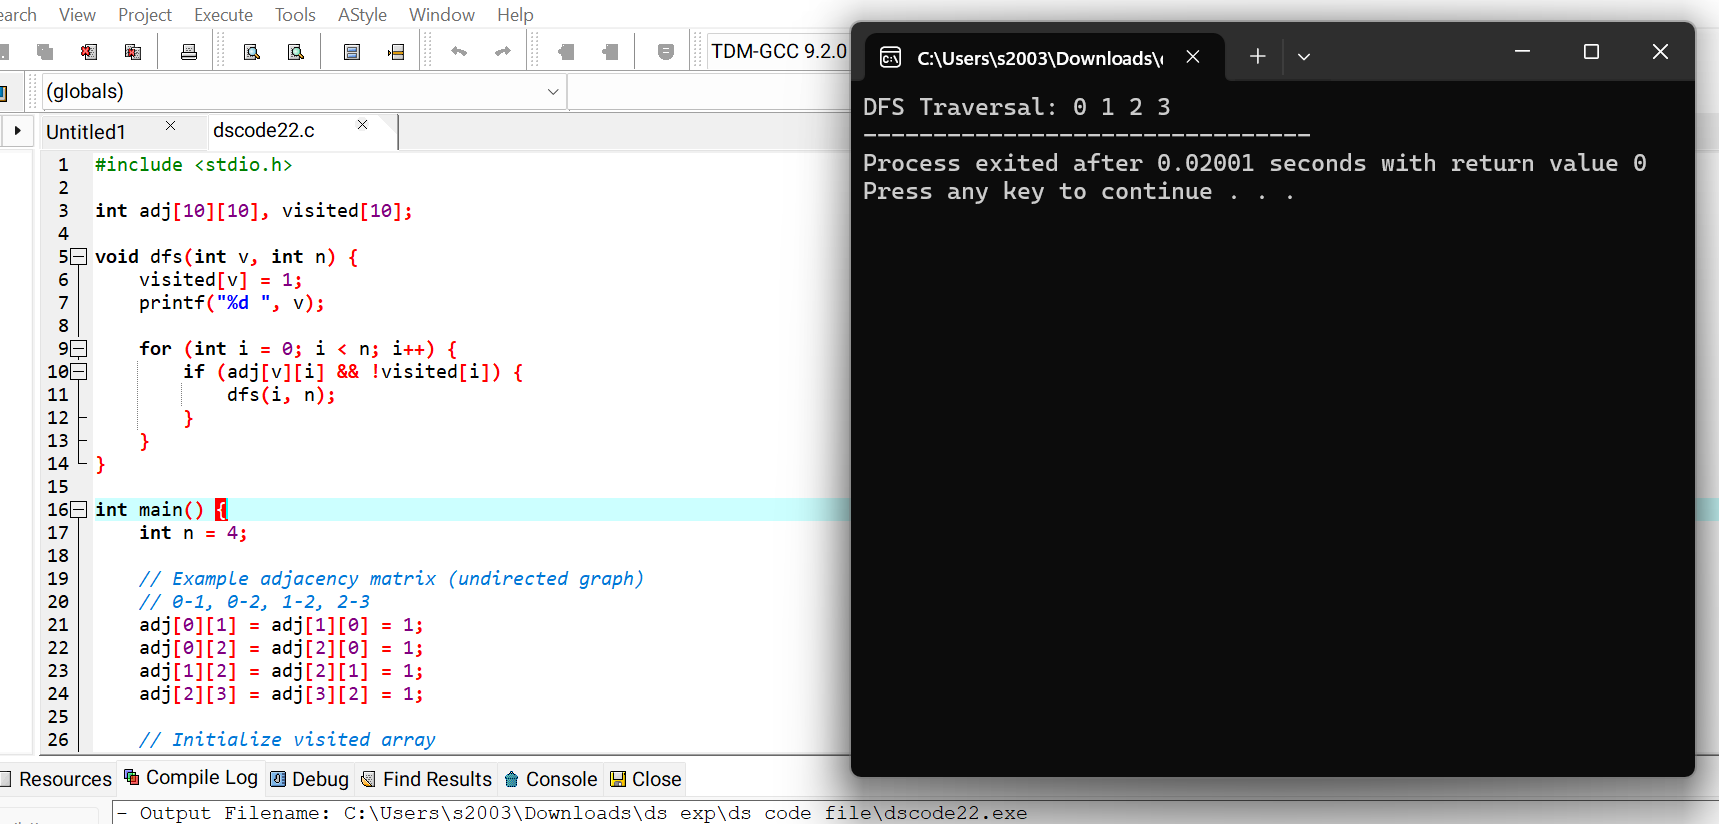 earch View Project Execute Tools AStyle Window Help
TDM-GCC 9.2.0
(globals)
Untitled1 dscode22.c
1 #include <stdio.h>
2
3 int adj[10][10], visited[10];
4
5 void dfs(int v, int n) {
6 visited[v] = 1;
7 printf("%d ", v);
8
9 for (int i = 0; i < n; i++) {
10 if (adj[v][i] && !visited[i]) {
11 dfs(i, n);
12 }
13 }
14 }
15
16 int main() {
17 int n = 4;
18
19 // Example adjacency matrix (undirected graph)
20 // 0-1, 0-2, 1-2, 2-3
21 adj[0][1] = adj[1][0] = 1;
22 adj[0][2] = adj[2][0] = 1;
23 adj[1][2] = adj[2][1] = 1;
24 adj[2][3] = adj[3][2] = 1;
25
26 // Initialize visited array
Resources Compile Log Debug Find Results Console Close
- Output Filename: C:\Users\s2003\Downloads\ds exp\ds code file\dscode22.exe
C:\Users\s2003\Downloads\
DFS Traversal: 0 1 2 3
--------------------------------
Process exited after 0.02001 seconds with return value 0
Press any key to continue . . .